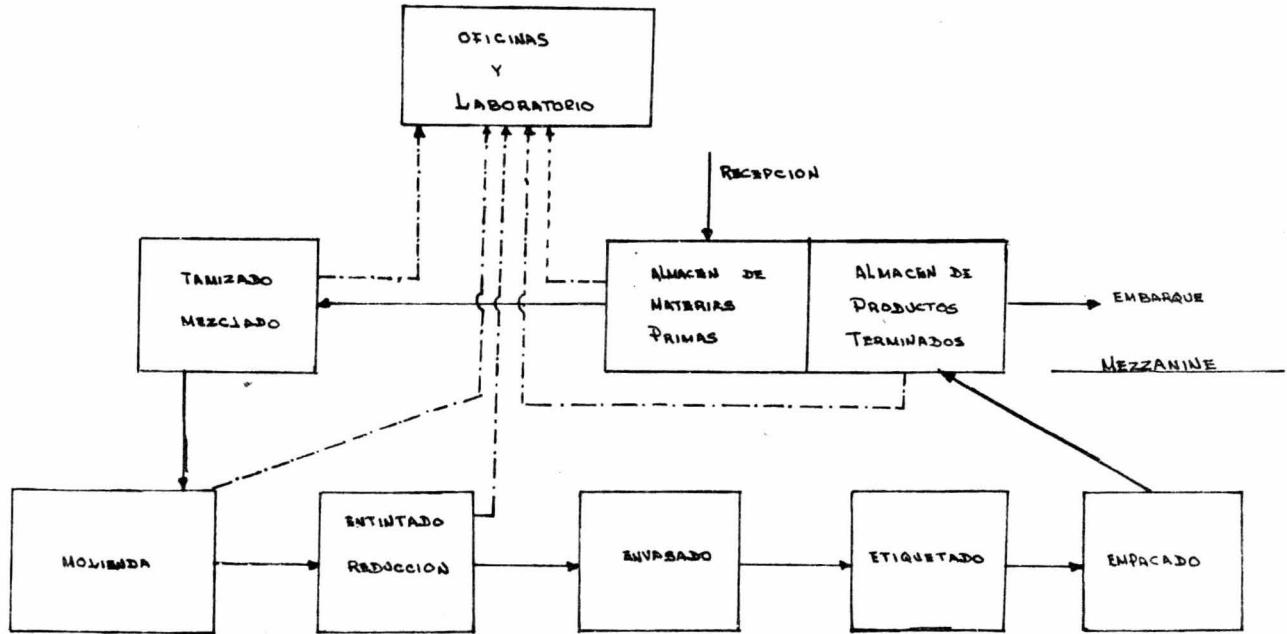 OFICINAS
Y
LABORATORIO
RECEPCION
TAMIZADO
MEZCLADO
ALMACEN DE
MATERIAS
PRIMAS
ALMACEN DE
PRODUCTOS
TERMINADOS
EMBARQUE
MEZZANINE
MOLIENDA
ENTINTADO
REDUCCION
ENVASADO
ETIQUETADO
EMPACADO